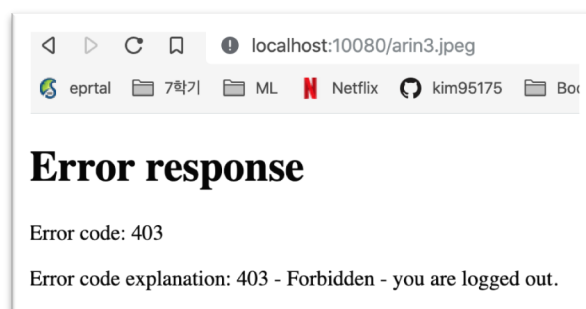 localhost:10080/arin3.jpeg
eprtal 7학기 ML Netflix kim95175
Error response
Error code: 403
Error code explanation: 403 - Forbidden - you are logged out.